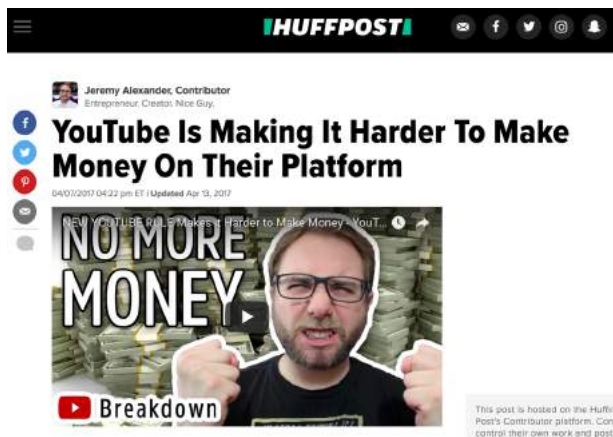 HUFFPOST
Jeremy Alexander, Contributor
Entrepreneur. Creator. Nice Guy.
YouTube Is Making It Harder To Make
Money On Their Platform
04/07/2017 04:22 pm ET | Updated Apr 13, 2017
NEW YOUTUBE RULE Makes it Harder to Make Money - YouT...
NO MORE
MONEY
Breakdown
This post is hosted on the Huff
Post's Contributor platform. Co
control their own work and pos